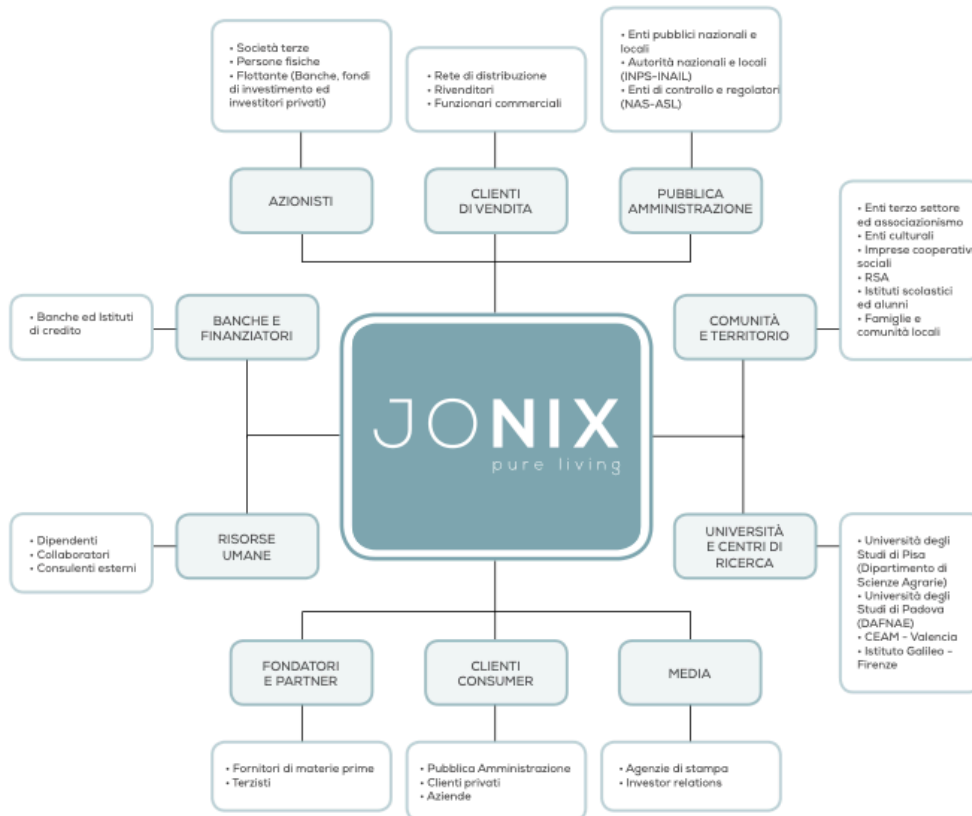 • Società terze
• Persone fisiche
• Flottante (Banche, fondi
di investimento ed
investitori privati)
• Rete di distribuzione
• Rivenditori
• Funzionari commerciali
• Enti pubblici nazionali e
locali
• Autorità nazionali e locali
(INPS-INAIL)
• Enti di controllo e regolatori
(NAS-ASL)
AZIONISTI
CLIENTI
DI VENDITA
PUBBLICA
AMMINISTRAZIONE
• Enti terzo settore
ed associazionismo
• Enti culturali
• Imprese cooperativ
sociali
• RSA
• Istituti scolastici
ed alunni
• Famiglie e
comunità locali
• Banche ed Istituti
di credito
BANCHE E
FINANZIATORI
COMUNITÀ
E TERRITORIO
JONIX
pure living
• Dipendenti
• Collaboratori
• Consulenti esterni
RISORSE
UMANE
UNIVERSITÀ
E CENTRI DI
RICERCA
• Università degli
Studi di Pisa
(Dipartimento di
Scienze Agrarie)
• Università degli
Studi di Padova
(DAFNAE)
• CEAM - Valencia
• Istituto Galileo -
Firenze
FONDATORI
E PARTNER
CLIENTI
CONSUMER
MEDIA
• Fornitori di materie prime
• Terzisti
• Pubblica Amministrazione
• Clienti privati
• Aziende
• Agenzie di stampa
• Investor relations